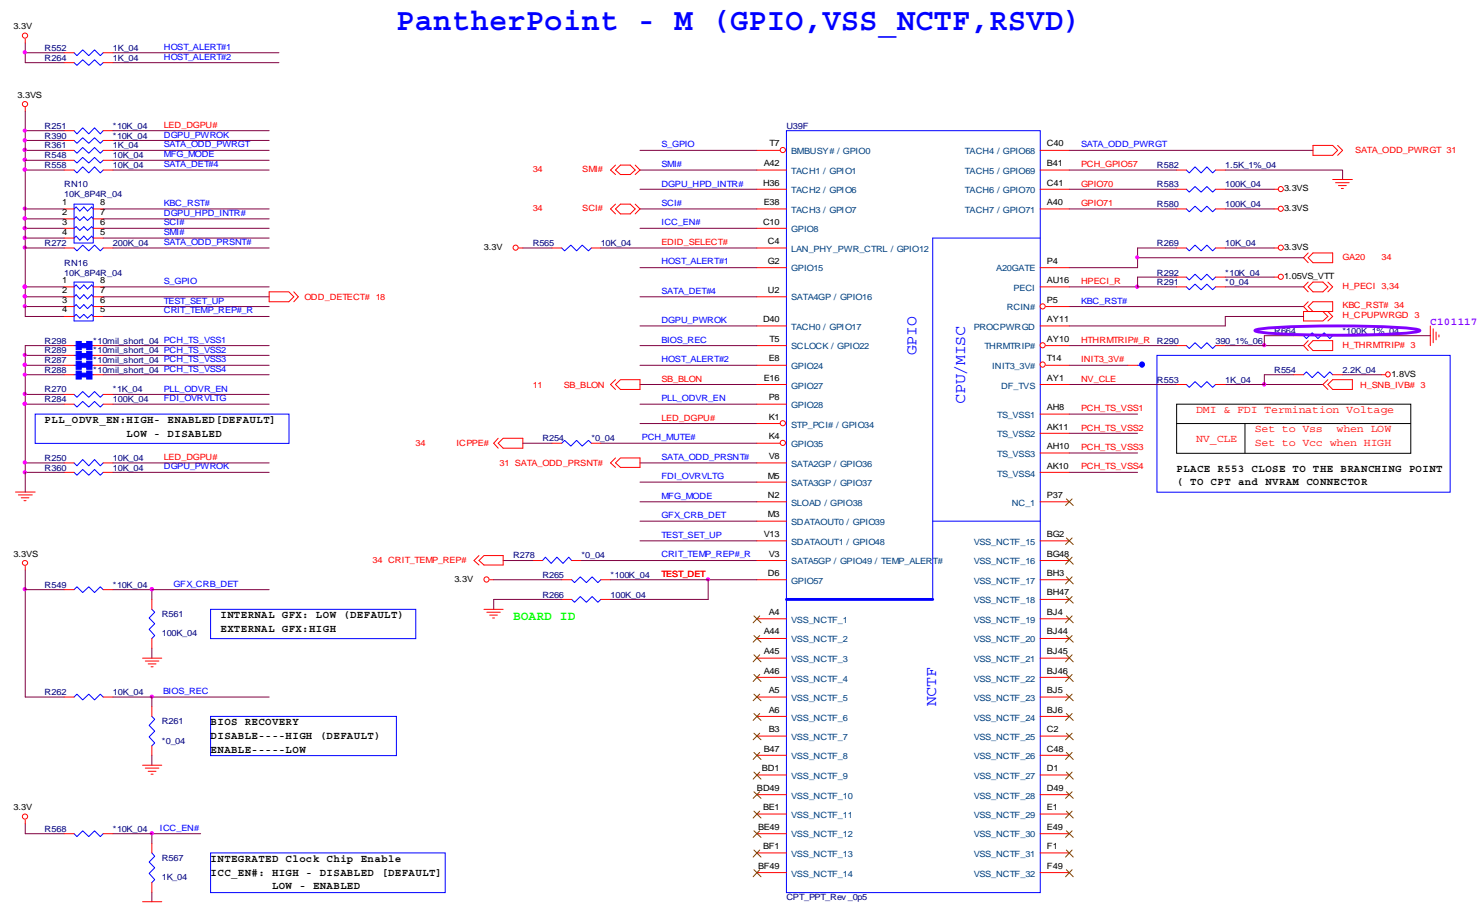 PantherPoint - M (GPIO,VSS_NCTF,RSVD)
3.3V
R552 1K_04 HOST_ALERT#1
R264 1K_04 HOST_ALERT#2
3.3VS
R251 *10K_04 LED_DGPU#
R390 *10K_04 DGPU_PWROK
R361 1K_04 SATA_ODD_PWRGT
R548 10K_04 MFG_MODE
R558 10K_04 SATA_DET#4
RN10
10K_8P4R_04
1 8 KBC_RST#
2 7 DGPU_HPD_INTR#
3 6 SCI#
4 5 SMI#
R272 200K_04 SATA_ODD_PRSNT#
RN16
10K_8P4R_04
1 8 S_GPIO
2 7 ODD_DETECT# 18
3 6 TEST_SET_UP
4 5 CRIT_TEMP_REP#_R
R298 *10mil_short_04 PCH_TS_VSS1
R289 *10mil_short_04 PCH_TS_VSS2
R287 *10mil_short_04 PCH_TS_VSS3
R288 *10mil_short_04 PCH_TS_VSS4
R270 *1K_04 PLL_ODVR_EN
R284 100K_04 FDI_OVRVLTG
PLL_ODVR_EN:HIGH- ENABLED[DEFAULT]
LOW - DISABLED
R250 10K_04 LED_DGPU#
R360 10K_04 DGPU_PWROK
3.3VS
R549 *10K_04 GFX_CRB_DET
R561
100K_04
INTERNAL GFX: LOW (DEFAULT)
EXTERNAL GFX:HIGH
R262 10K_04 BIOS_REC
R261
*0_04
BIOS RECOVERY
DISABLE----HIGH (DEFAULT)
ENABLE-----LOW
3.3V
R568 *10K_04 ICC_EN#
R567
1K_04
INTEGRATED Clock Chip Enable
ICC_EN#: HIGH - DISABLED [DEFAULT]
LOW - ENABLED
U39F
S_GPIO T7 BMBUSY# / GPIO0
34 SMI# SMI# A42 TACH1 / GPIO1
DGPU_HPD_INTR# H36 TACH2 / GPIO6
34 SCI# SCI# E38 TACH3 / GPIO7
ICC_EN# C10 GPIO8
3.3V R565 10K_04 EDID_SELECT# C4 LAN_PHY_PWR_CTRL / GPIO12
HOST_ALERT#1 G2 GPIO15
SATA_DET#4 U2 SATA4GP / GPIO16
DGPU_PWROK D40 TACH0 / GPIO17
BIOS_REC T5 SCLOCK / GPIO22
HOST_ALERT#2 E8 GPIO24
11 SB_BLON SB_BLON E16 GPIO27
PLL_ODVR_EN P8 GPIO28
LED_DGPU# K1 STP_PCI# / GPIO34
34 ICPPE# R254 *0_04 PCH_MUTE# K4 GPIO35
31 SATA_ODD_PRSNT# SATA_ODD_PRSNT# V8 SATA2GP / GPIO36
FDI_OVRVLTG M5 SATA3GP / GPIO37
MFG_MODE N2 SLOAD / GPIO38
GFX_CRB_DET M3 SDATAOUT0 / GPIO39
TEST_SET_UP V13 SDATAOUT1 / GPIO48
34 CRIT_TEMP_REP# R278 *0_04 CRIT_TEMP_REP#_R V3 SATA5GP / GPIO49 / TEMP_ALERT#
3.3V R265 *100K_04 TEST_DET D6 GPIO57
R266 100K_04
BOARD ID
A4 VSS_NCTF_1
A44 VSS_NCTF_2
A45 VSS_NCTF_3
A46 VSS_NCTF_4
A5 VSS_NCTF_5
A6 VSS_NCTF_6
B3 VSS_NCTF_7
B47 VSS_NCTF_8
BD1 VSS_NCTF_9
BD49 VSS_NCTF_10
BE1 VSS_NCTF_11
BE49 VSS_NCTF_12
BF1 VSS_NCTF_13
BF49 VSS_NCTF_14
CPT_PPT_Rev_0p5
GPIO
CPU/MISC
NCTF
TACH4 / GPIO68 C40 SATA_ODD_PWRGT SATA_ODD_PWRGT 31
TACH5 / GPIO69 B41 PCH_GPIO57 R582 1.5K_1%_04
TACH6 / GPIO70 C41 GPIO70 R583 100K_04 3.3VS
TACH7 / GPIO71 A40 GPIO71 R580 100K_04 3.3VS
R269 10K_04 3.3VS
A20GATE P4 GA20 34
R292 *10K_04 1.05VS_VTT
PECI AU16 HPECI_R R291 *0_04 H_PECI 3,34
RCIN# P5 KBC_RST# KBC_RST# 34
PROCPWRGD AY11 H_CPUPWRGD 3
R664 *100K_1%_04 C101117
THRMTRIP# AY10 HTHRMTRIP#_R R290 390_1%_06 H_THRMTRIP# 3
INIT3_3V# T14 INIT3_3V#
R554 2.2K_04 1.8VS
DF_TVS AY1 NV_CLE R553 1K_04 H_SNB_IVB# 3
TS_VSS1 AH8 PCH_TS_VSS1
TS_VSS2 AK11 PCH_TS_VSS2
TS_VSS3 AH10 PCH_TS_VSS3
TS_VSS4 AK10 PCH_TS_VSS4
NC_1 P37
DMI & FDI Termination Voltage
NV_CLE Set to Vss when LOW
Set to Vcc when HIGH
PLACE R553 CLOSE TO THE BRANCHING POINT
( TO CPT and NVRAM CONNECTOR
VSS_NCTF_15 BG2
VSS_NCTF_16 BG48
VSS_NCTF_17 BH3
VSS_NCTF_18 BH47
VSS_NCTF_19 BJ4
VSS_NCTF_20 BJ44
VSS_NCTF_21 BJ45
VSS_NCTF_22 BJ46
VSS_NCTF_23 BJ5
VSS_NCTF_24 BJ6
VSS_NCTF_25 C2
VSS_NCTF_26 C48
VSS_NCTF_27 D1
VSS_NCTF_28 D49
VSS_NCTF_29 E1
VSS_NCTF_30 E49
VSS_NCTF_31 F1
VSS_NCTF_32 F49